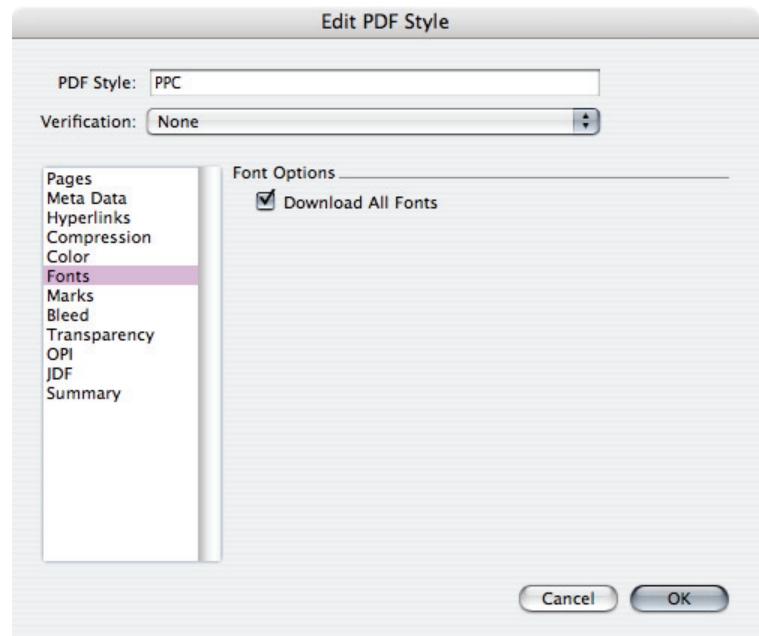 Edit PDF Style
PDF Style: PPC
Verification: None
Pages
Meta Data
Hyperlinks
Compression
Color
Fonts
Marks
Bleed
Transparency
OPI
JDF
Summary
Font Options
Download All Fonts
Cancel OK